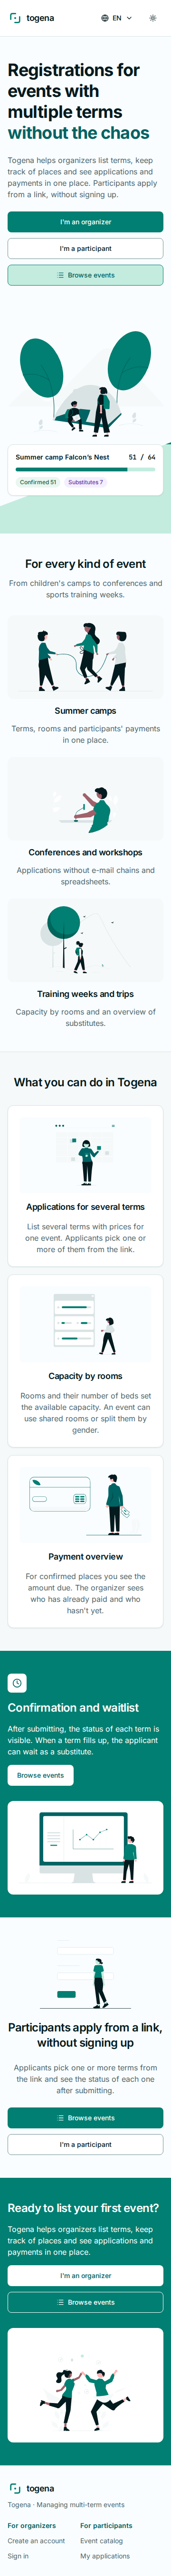 togena
EN
Registrations for
events with
multiple terms
without the chaos
Togena helps organizers list terms, keep
track of places and see applications and
payments in one place. Participants apply
from a link, without signing up.
I'm an organizer
I'm a participant
Browse events
Summer camp Falcon's Nest 51 / 64
Confirmed 51 Substitutes 7
For every kind of event
From children's camps to conferences and
sports training weeks.
Summer camps
Terms, rooms and participants' payments
in one place.
Conferences and workshops
Applications without e-mail chains and
spreadsheets.
Training weeks and trips
Capacity by rooms and an overview of
substitutes.
What you can do in Togena
Applications for several terms
List several terms with prices for
one event. Applicants pick one or
more of them from the link.
Capacity by rooms
Rooms and their number of beds set
the available capacity. An event can
use shared rooms or split them by
gender.
Payment overview
For confirmed places you see the
amount due. The organizer sees
who has already paid and who
hasn't yet.
Confirmation and waitlist
After submitting, the status of each term is
visible. When a term fills up, the applicant
can wait as a substitute.
Browse events
Participants apply from a link,
without signing up
Applicants pick one or more terms from
the link and see the status of each one
after submitting.
Browse events
I'm a participant
Ready to list your first event?
Togena helps organizers list terms, keep
track of places and see applications and
payments in one place.
I'm an organizer
Browse events
togena
Togena · Managing multi-term events
For organizers For participants
Create an account Event catalog
Sign in My applications